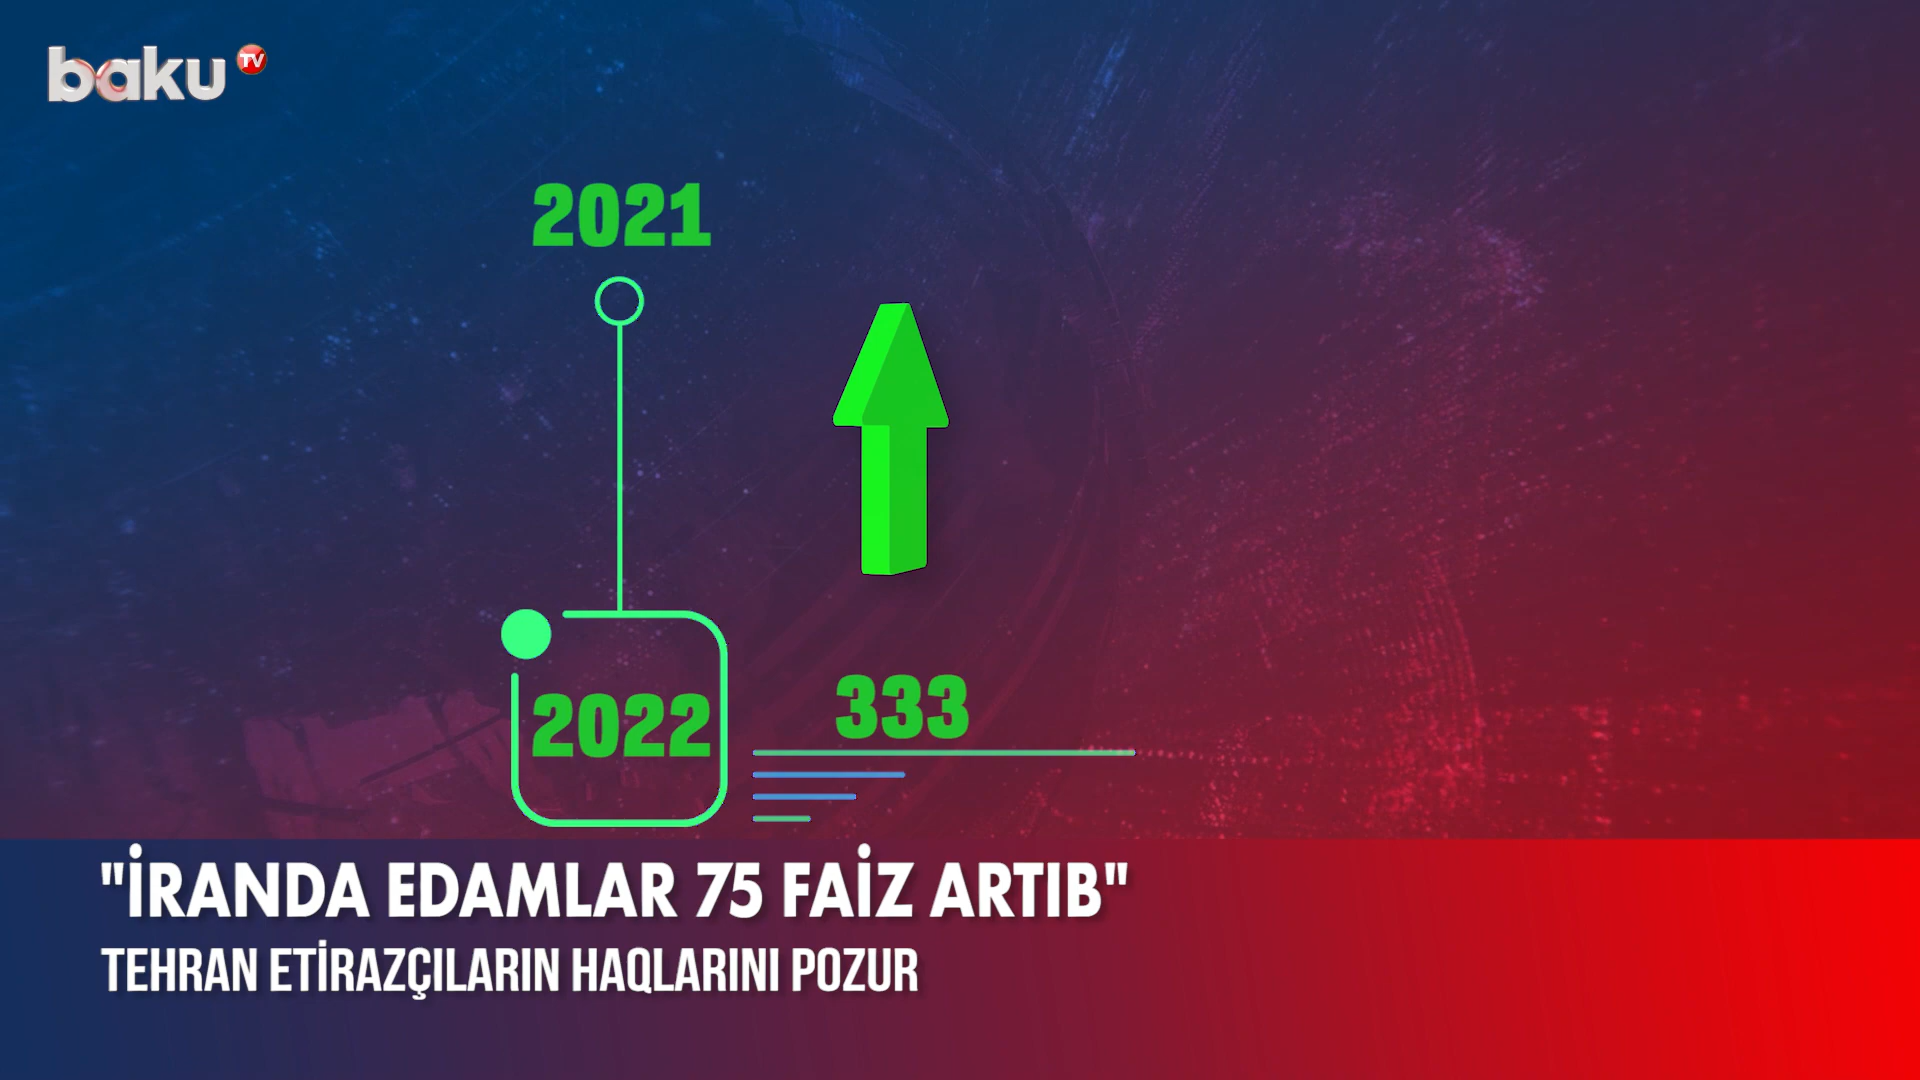 baku TV
2021
2022
333
"İRANDA EDAMLAR 75 FAİZ ARTIB"
TEHRAN ETİRAZÇILARIN HAQLARINI POZUR